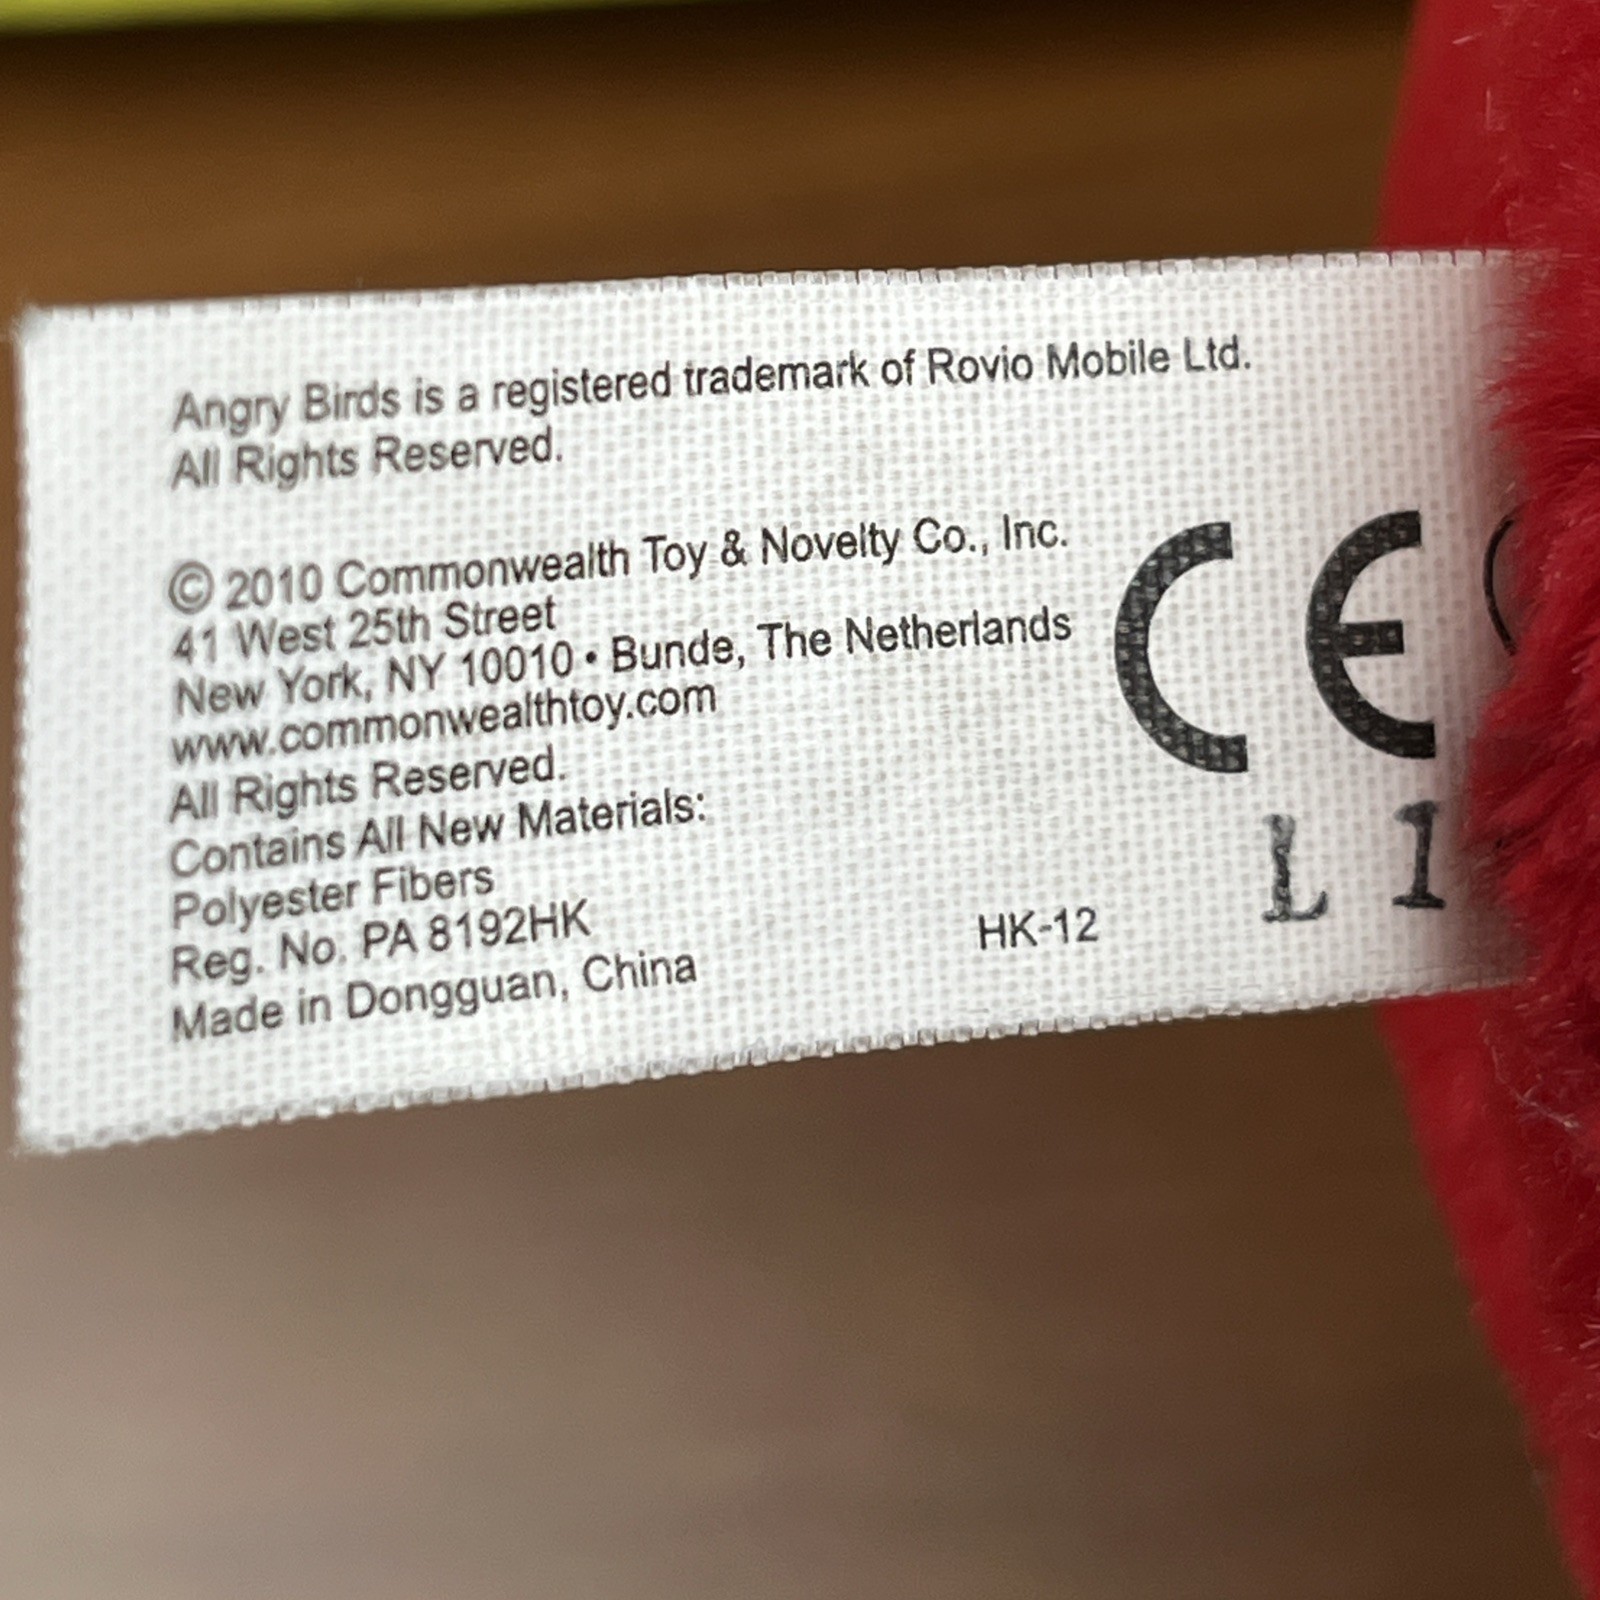 Angry Birds is a registered trademark of Rovio Mobile Ltd.
All Rights Reserved.
© 2010 Commonwealth Toy & Novelty Co., Inc.
41 West 25th Street
New York, NY 10010 • Bunde, The Netherlands
www.commonwealthtoy.com
All Rights Reserved.
Contains All New Materials:
Polyester Fibers
Reg. No. PA 8192HK
Made in Dongguan, China
HK-12
CE
L 1